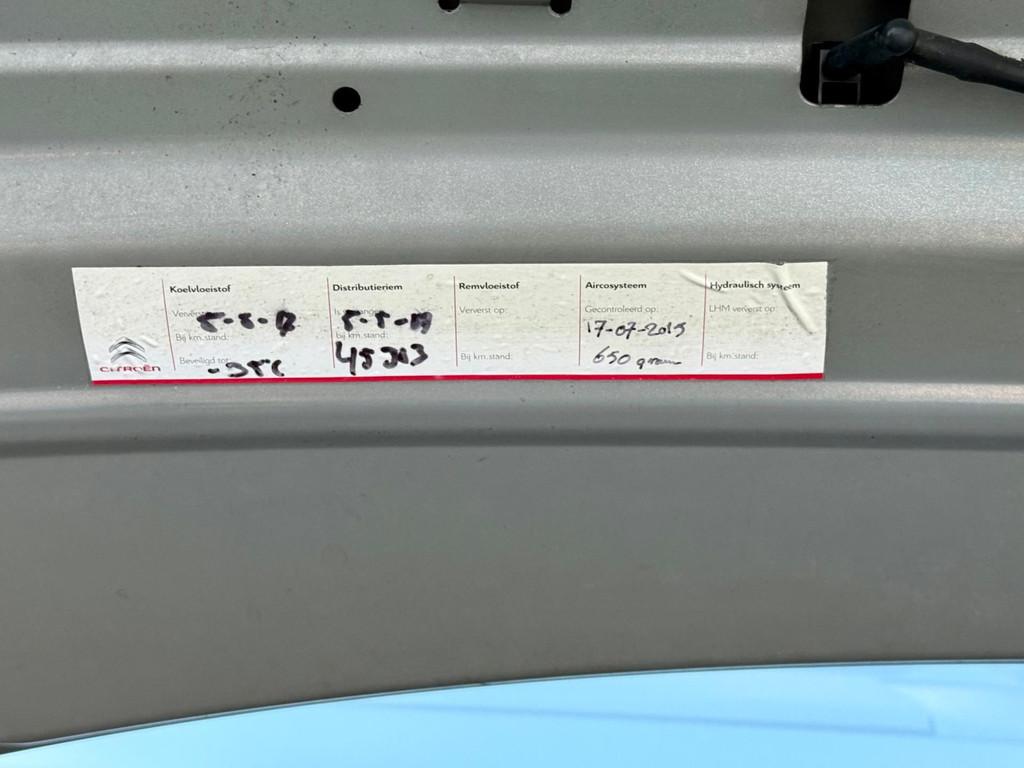 CITROËN
Koelvloeistof
Ververst op:
Bij km.stand:
Beveiligd tot:
-35C
Distributieriem
Bij km.stand:
Remvloeistof
Ververst op:
Bij km.stand:
Aircosysteem
Gecontroleerd op:
17-07-2015
650 gram
Hydraulisch systeem
LHM ververst op:
Bij km.stand: